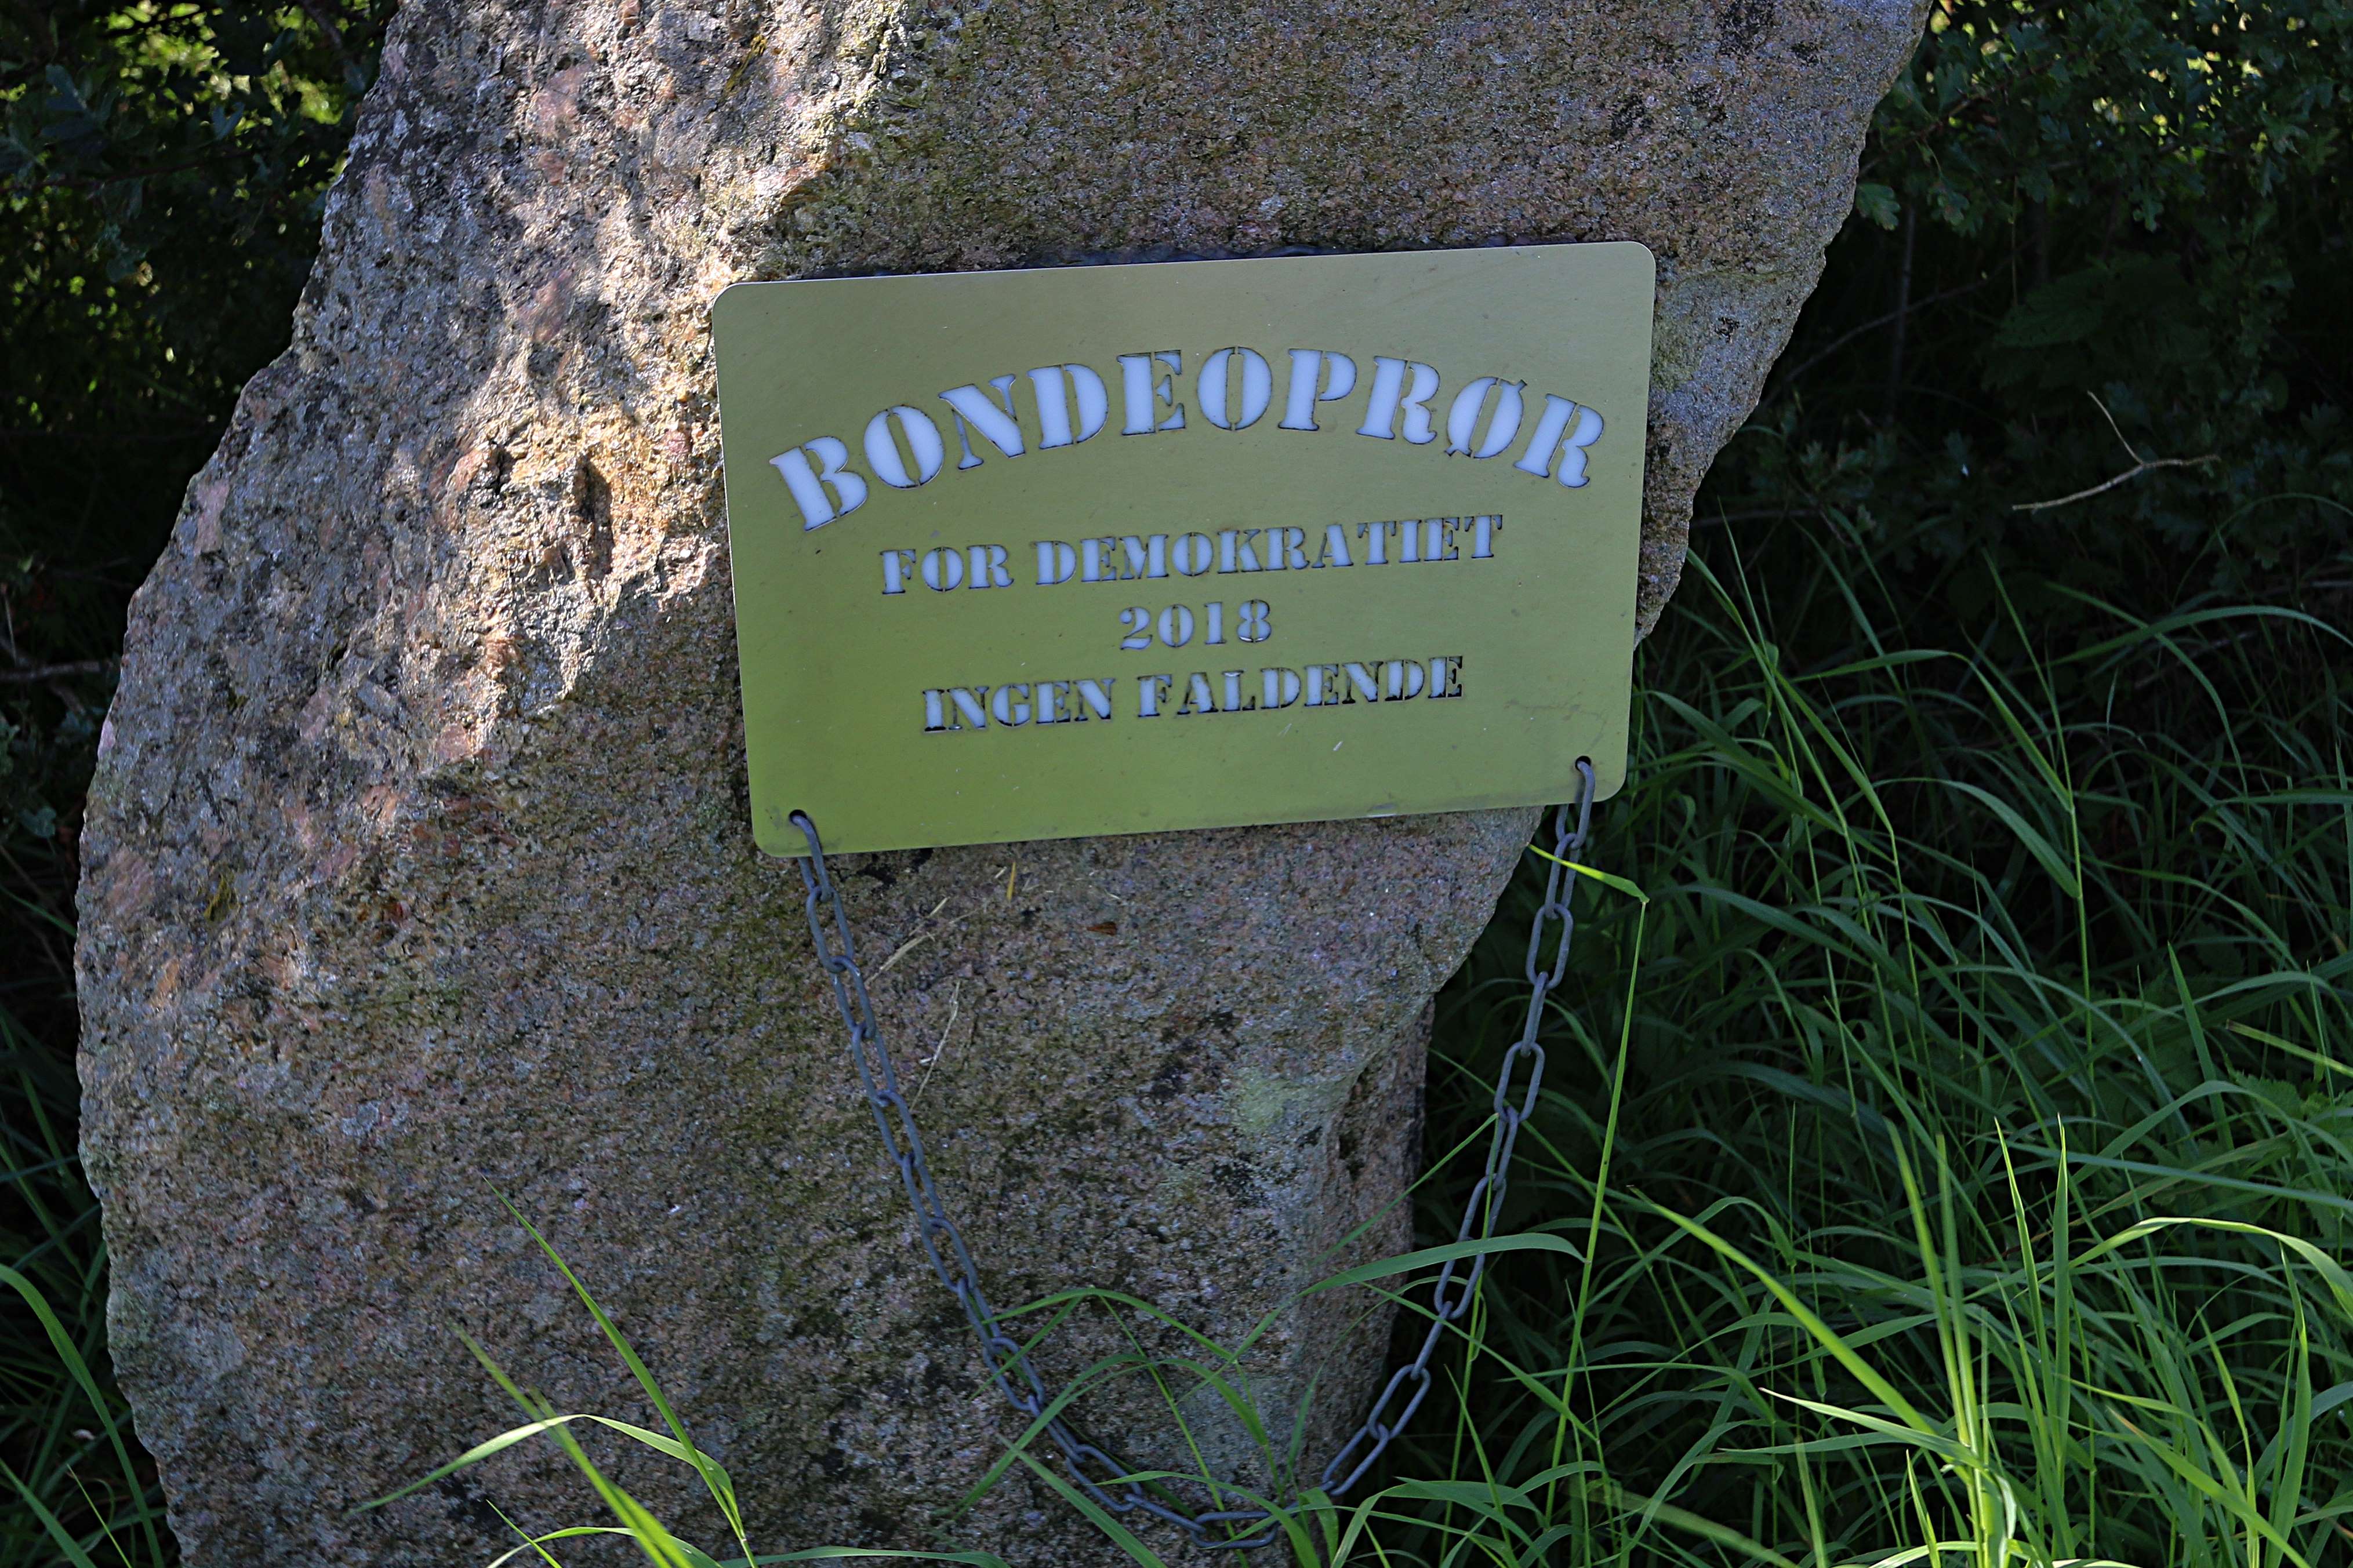 BONDEOPRØR
FOR DEMOKRATIET
2018
INGEN FALDENDE